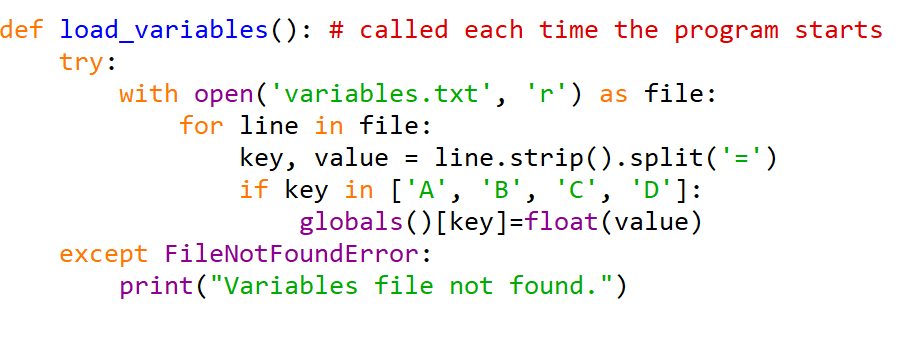 def load_variables(): # called each time the program starts
    try:
        with open('variables.txt', 'r') as file:
            for line in file:
                key, value = line.strip().split('=')
                if key in ['A', 'B', 'C', 'D']:
                    globals()[key]=float(value)
    except FileNotFoundError:
        print("Variables file not found.")